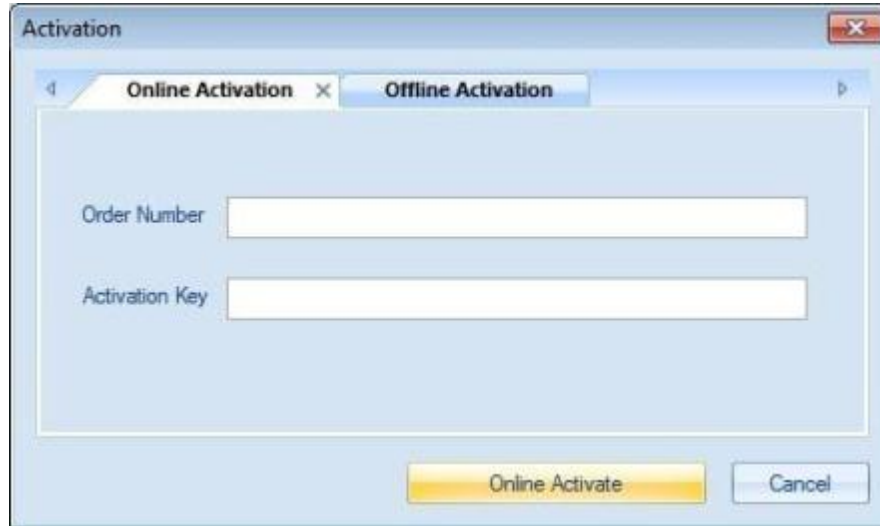 Activation
Online Activation Offline Activation
Order Number
Activation Key
Online Activate Cancel